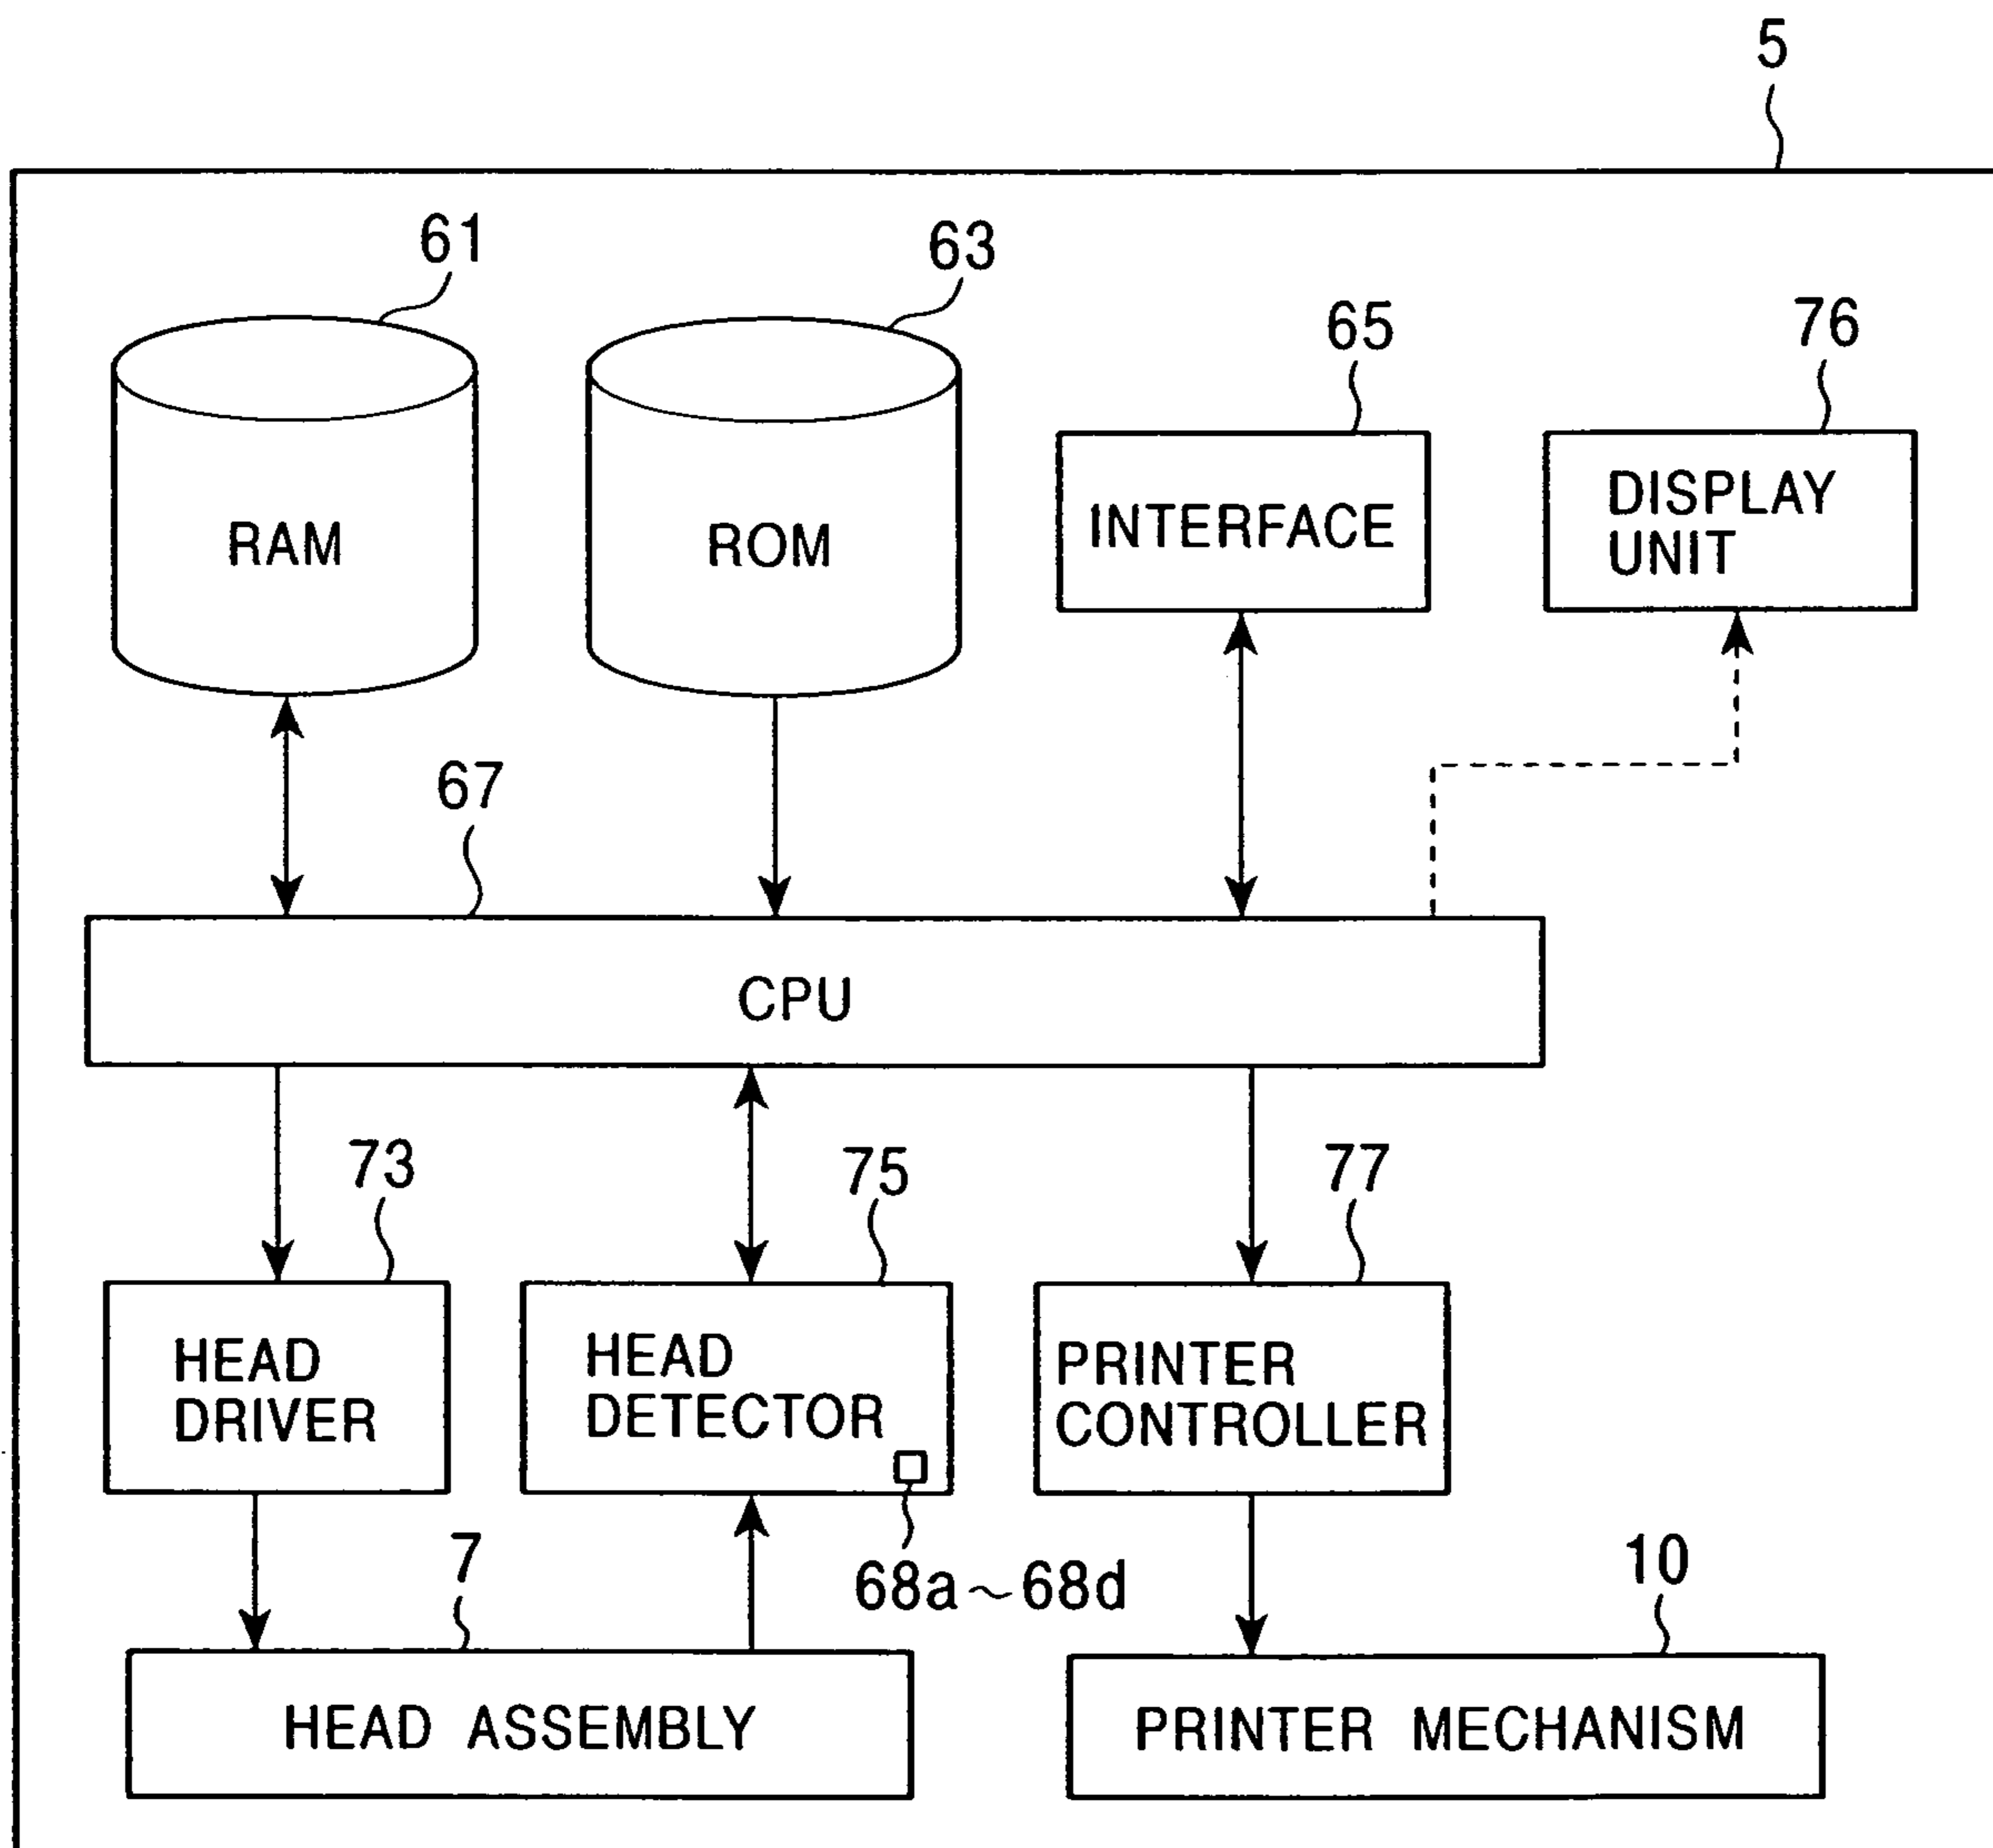 5
61
63
65
76
RAM
ROM
INTERFACE
DISPLAY
UNIT
67
CPU
73
75
77
HEAD
DRIVER
HEAD
DETECTOR
PRINTER
CONTROLLER
68a~68d
7
10
HEAD ASSEMBLY
PRINTER MECHANISM